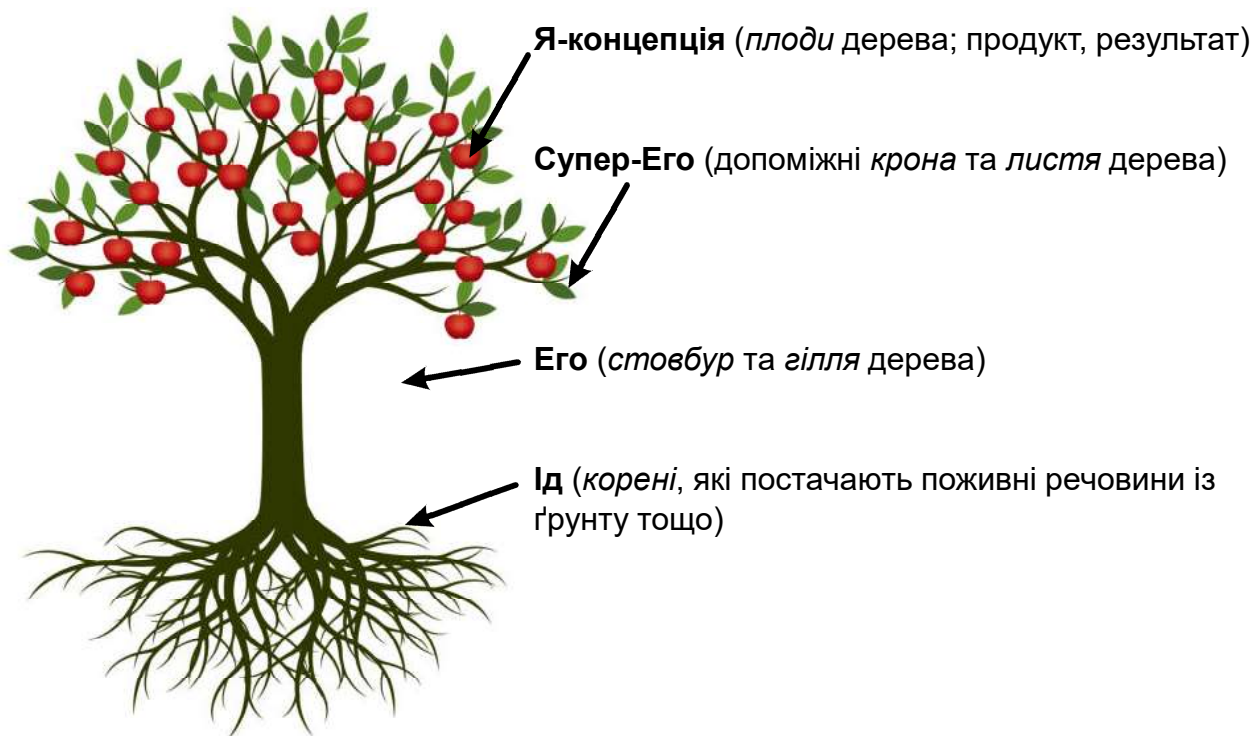 Я-концепція (плоди дерева; продукт, результат)
Супер-Его (допоміжні крона та листя дерева)
Его (стовбур та гілля дерева)
Ід (корені, які постачають поживні речовини із
ґрунту тощо)